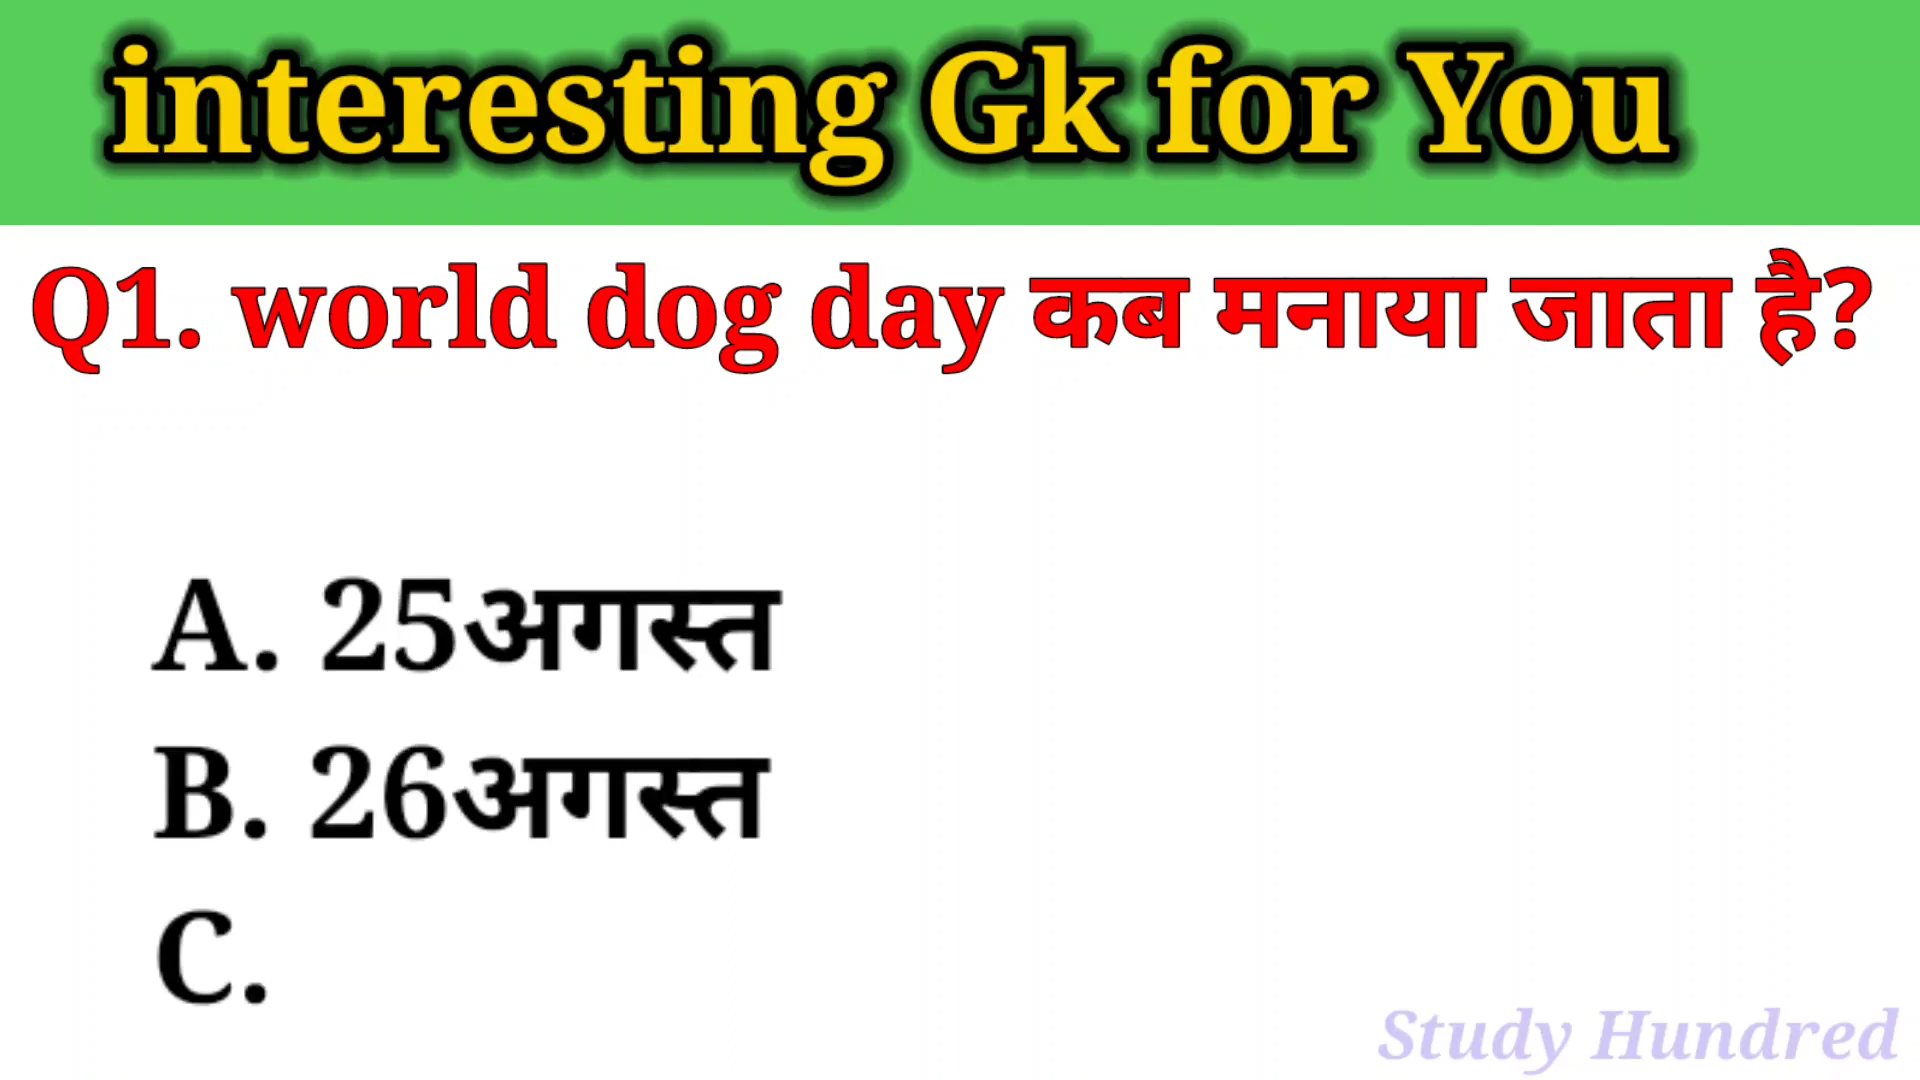 interesting Gk for You
Q1. world dog day कब मनाया जाता है?
A. 25अगस्त
B. 26अगस्त
C.
Study Hundred